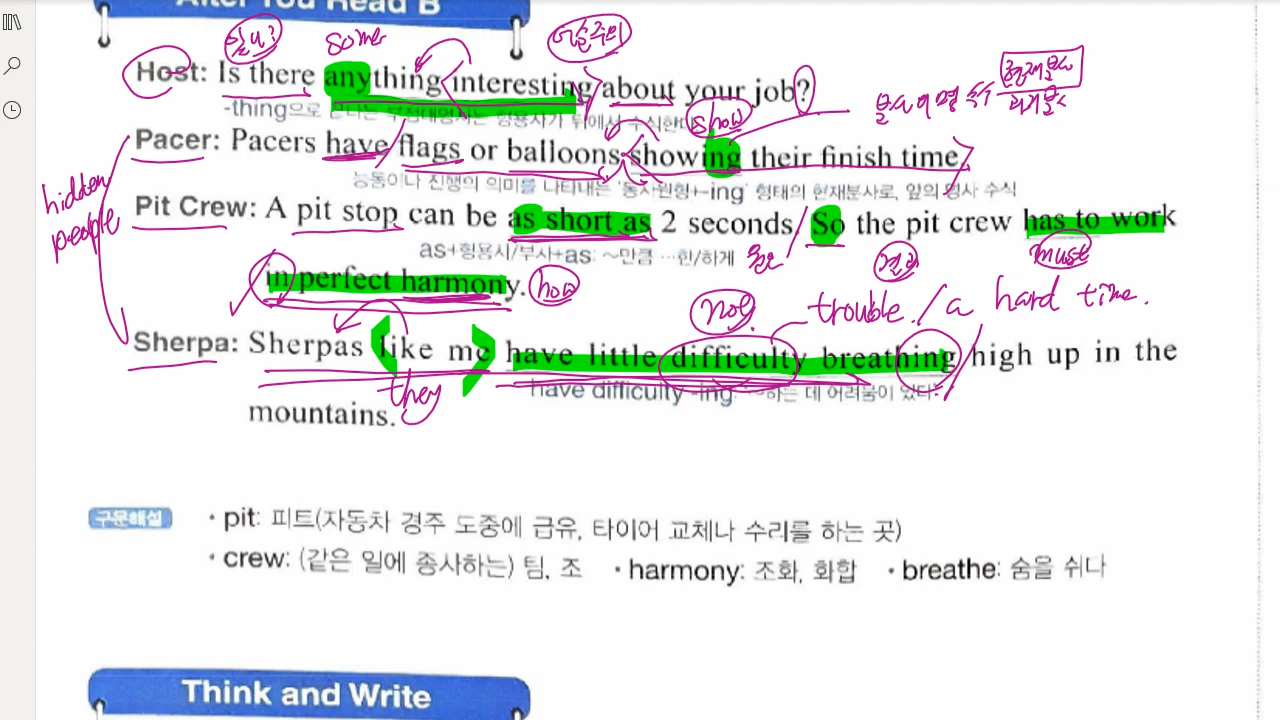 After You Read B
some
Host: Is there anything interesting about your job?
-thing으로 끝나는 부정대명사는 형용사가 뒤에서 수식한다
show
Pacer: Pacers have flags or balloons showing their finish time.
능동이나 진행의 의미를 나타내는 '동사원형+-ing' 형태의 현재분사로, 앞의 명사 수식
hidden people
Pit Crew: A pit stop can be as short as 2 seconds/ So the pit crew has to work
as+형용사/부사+as: ~만큼 …한/하게
must
in perfect harmony. how
not trouble. / a hard time.
Sherpa: Sherpas like me have little difficulty breathing high up in the
they
have difficulty -ing: ~하는 데 어려움이 있다
mountains.
구문해설 • pit: 피트(자동차 경주 도중에 급유, 타이어 교체나 수리를 하는 곳)
• crew: (같은 일에 종사하는) 팀, 조 • harmony: 조화, 화합 • breathe: 숨을 쉬다
Think and Write